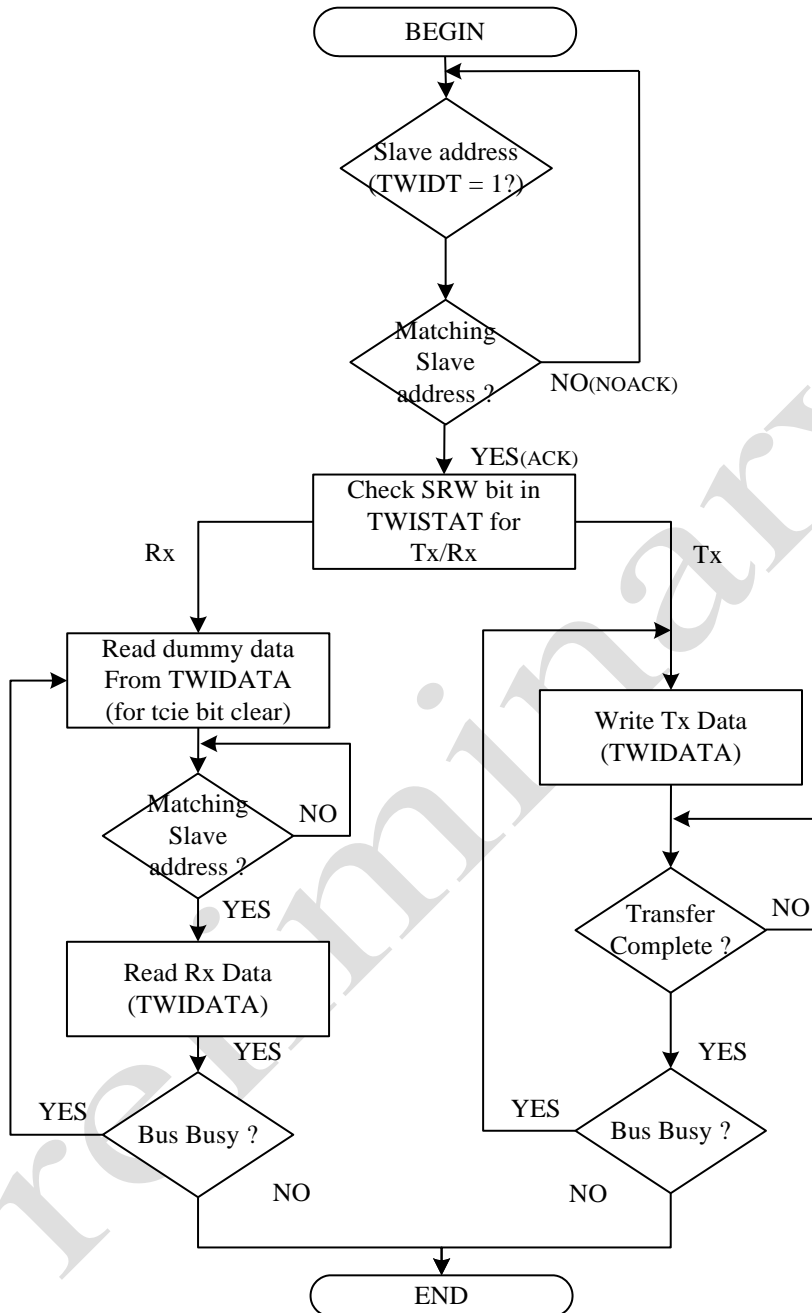 BEGIN
Slave address
(TWIDT = 1?)
Matching
Slave
address ?
NO(NOACK)
YES(ACK)
Check SRW bit in
TWISTAT for
Tx/Rx
Rx
Tx
Read dummy data
From TWIDATA
(for tcie bit clear)
Write Tx Data
(TWIDATA)
Matching
Slave
address ?
NO
YES
Transfer
Complete ?
NO
Read Rx Data
(TWIDATA)
YES
YES
YES
Bus Busy ?
NO
YES
Bus Busy ?
NO
END
reliminary